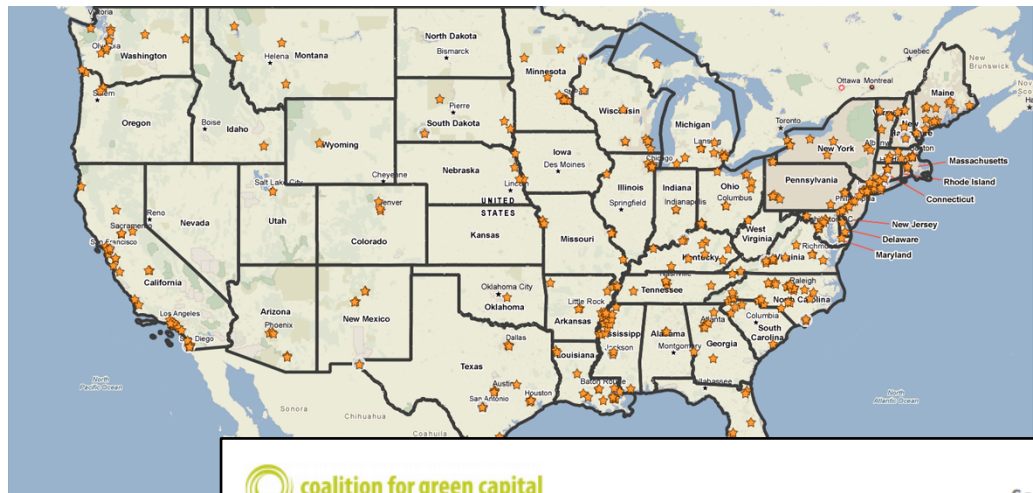 Victoria
Olympia
Washington
Salem
Oregon
Boise
Idaho
Helena
Montana
North Dakota
Bismarck
Pierre
South Dakota
Wyoming
Cheyenne
Nebraska
Lincoln
Minnesota
Wisconsin
Iowa
Des Moines
Michigan
Chicago
Illinois
Springfield
Indiana
Indianapolis
Ohio
Columbus
Toronto
Ottawa
Montreal
Quebec
New Brunswick
Maine
New York
Pennsylvania
Massachusetts
Rhode Island
Connecticut
New Jersey
Delaware
Maryland
West Virginia
Virginia
Kentucky
Nashville
Tennessee
Raleigh
North Carolina
Columbia
South Carolina
Atlanta
Georgia
Alabama
Montgomery
Jackson
Little Rock
Arkansas
Louisiana
Baton Rouge
Missouri
UNITED STATES
Kansas
Oklahoma City
Oklahoma
Dallas
Texas
Austin
San Antonio
Houston
Salt Lake City
Utah
Denver
Colorado
Reno
Nevada
Sacramento
San Francisco
California
Los Angeles
San Diego
Arizona
Phoenix
New Mexico
North
Pacific Ocean
North
Atlantic Ocean
Sonora
Chihuahua
Coahuila
coalition for green capital